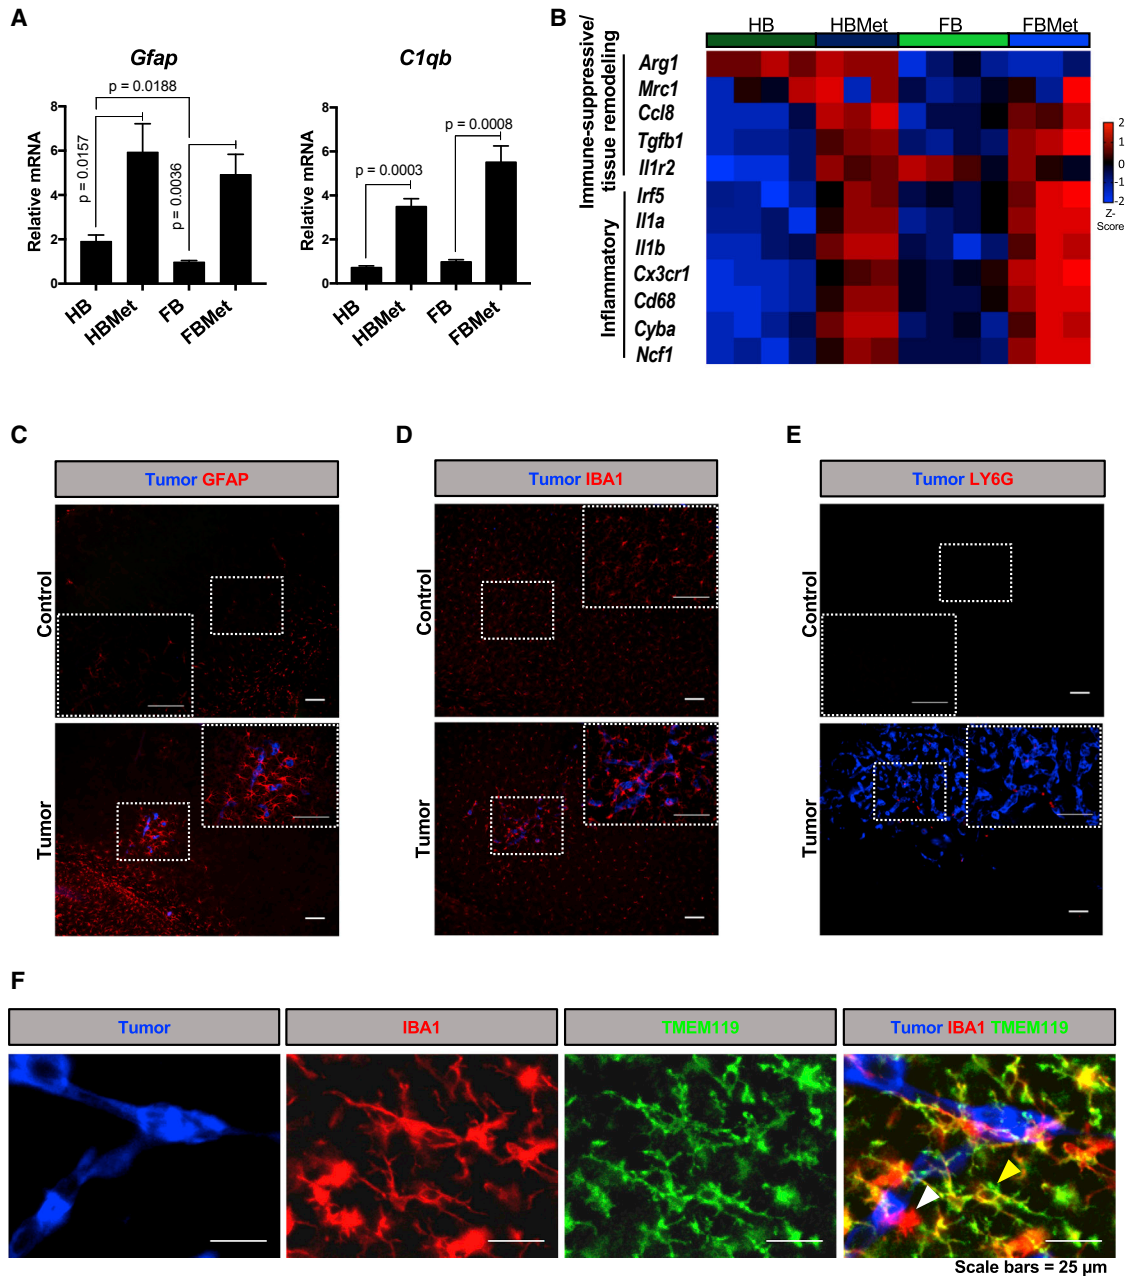 A
Gfap
p = 0.0188
p = 0.0157
p = 0.0036
Relative mRNA
8
6
4
2
0
HB
HBMet
FB
FBMet
C1qb
p = 0.0003
p = 0.0008
Relative mRNA
8
6
4
2
0
HB
HBMet
FB
FBMet
B
HB HBMet FB FBMet
Immune-suppressive/
tissue remodeling
Arg1
Mrc1
Ccl8
Tgfb1
Il1r2
Inflammatory
Irf5
Il1a
Il1b
Cx3cr1
Cd68
Cyba
Ncf1
2
1
0
-1
-2
Z-
Score
C
Tumor GFAP
Control
Tumor
D
Tumor IBA1
Control
Tumor
E
Tumor LY6G
Control
Tumor
F
Tumor
IBA1
TMEM119
Tumor IBA1 TMEM119
Scale bars = 25 µm